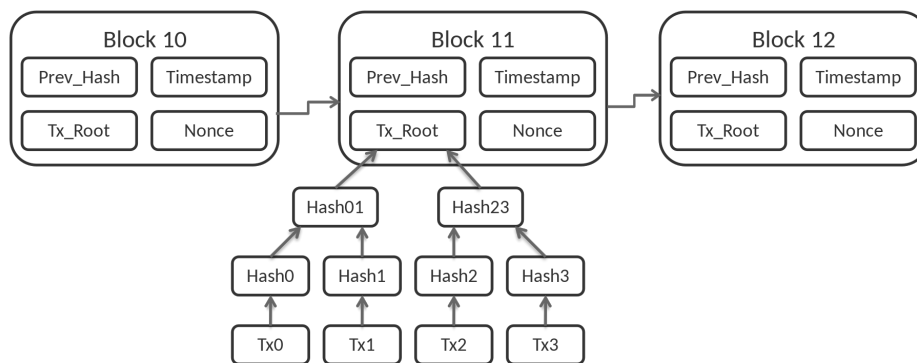 Block 10
Block 11
Block 12
Prev_Hash
Timestamp
Prev_Hash
Timestamp
Prev_Hash
Timestamp
Tx_Root
Nonce
Tx_Root
Nonce
Tx_Root
Nonce
Hash01
Hash23
Hash0
Hash1
Hash2
Hash3
Tx0
Tx1
Tx2
Tx3